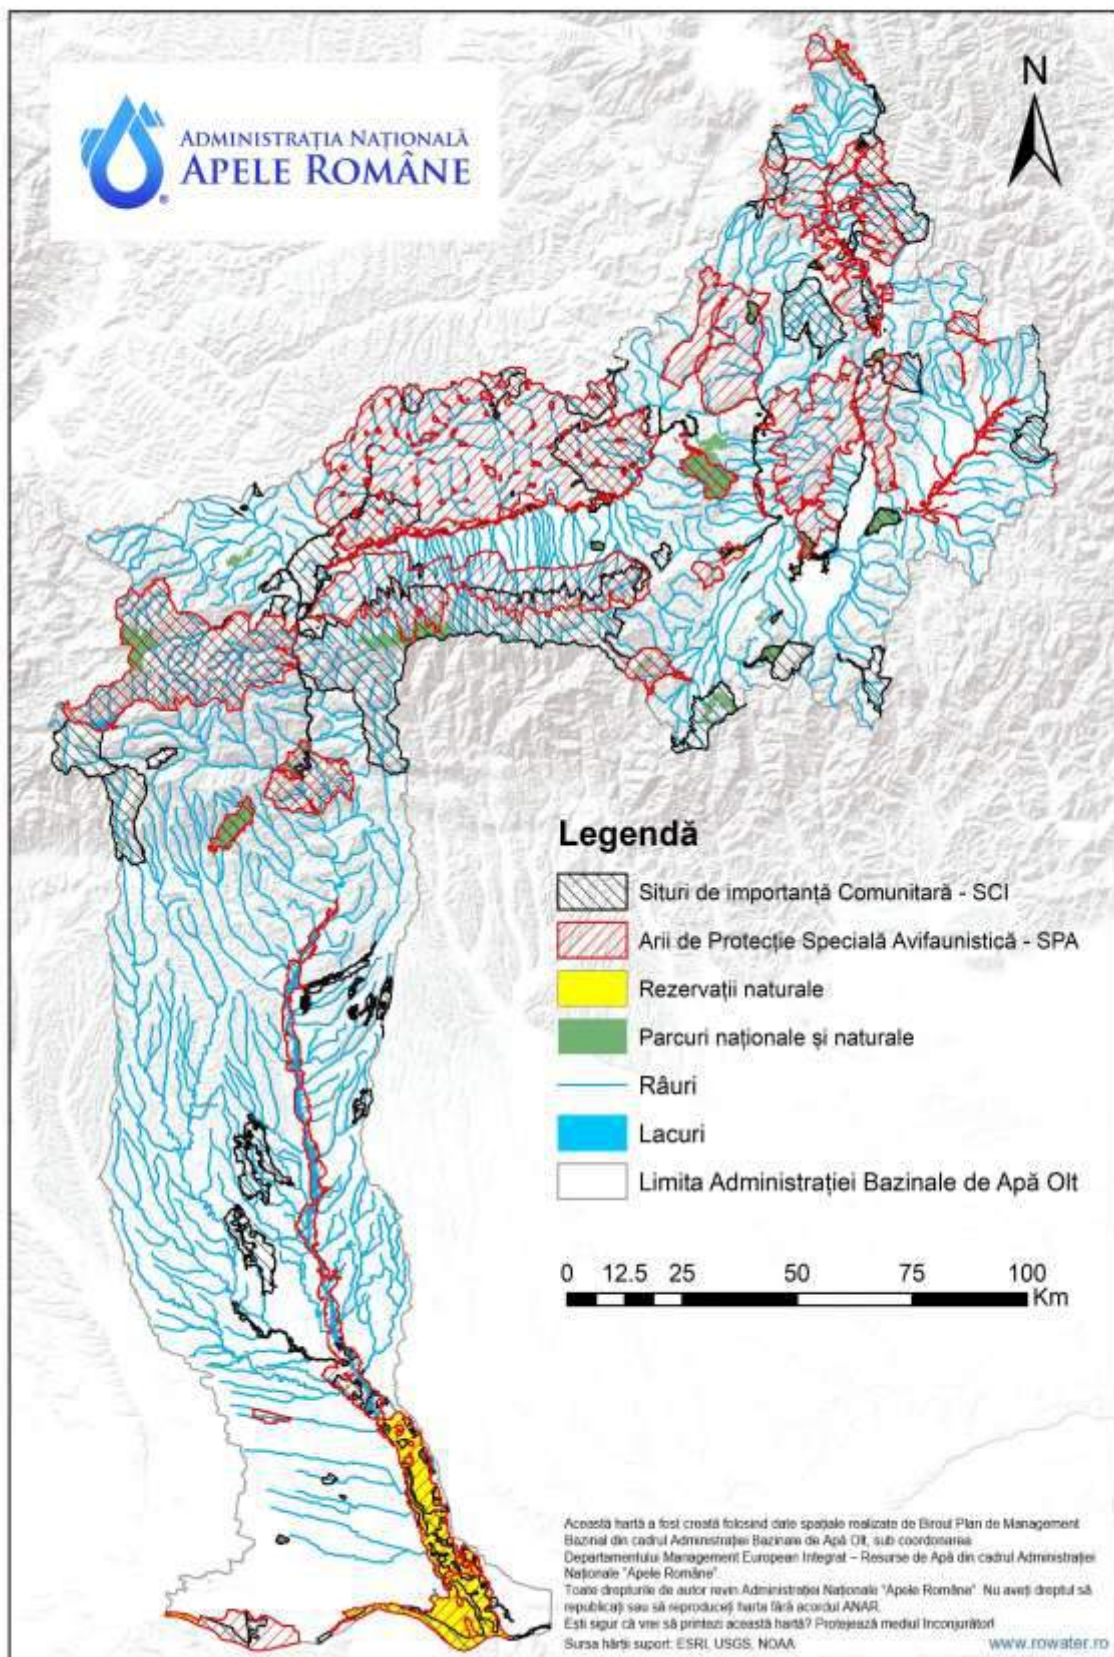 ADMINISTRAȚIA NAȚIONALĂ
APELE ROMÂNE
®
N
Legendă
Situri de importanță Comunitară - SCI
Arii de Protecție Specială Avifaunistică - SPA
Rezervații naturale
Parcuri naționale și naturale
Râuri
Lacuri
Limita Administrației Bazinale de Apă Olt
0 12.5 25 50 75 100
Km
Această hartă a fost creată folosind date spațiale realizate de Biroul Plan de Management
Bazinal din cadrul Administrației Bazinale de Apă Olt, sub coordonarea
Departamentului Management European Integrat – Resurse de Apă din cadrul Administrației
Naționale "Apele Române"
Toate drepturile de autor revin Administrației Naționale "Apele Române". Nu aveți dreptul să
republicați sau să reproduceți harta fără acordul ANAR.
Ești sigur că vrei să printezi această hartă? Protejează mediul înconjurător!
Sursa hărții suport: ESRI, USGS, NOAA
www.rowater.ro